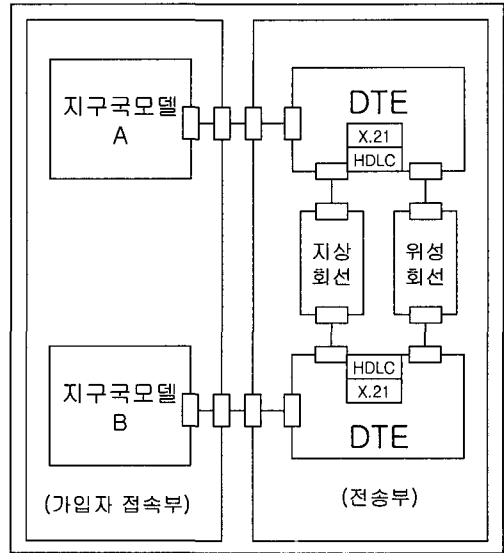 지구국모델
A
DTE
X.21
HDLC
지상
회선
위성
회선
지구국모델
B
HDLC
X.21
DTE
(가입자 접속부)
(전송부)